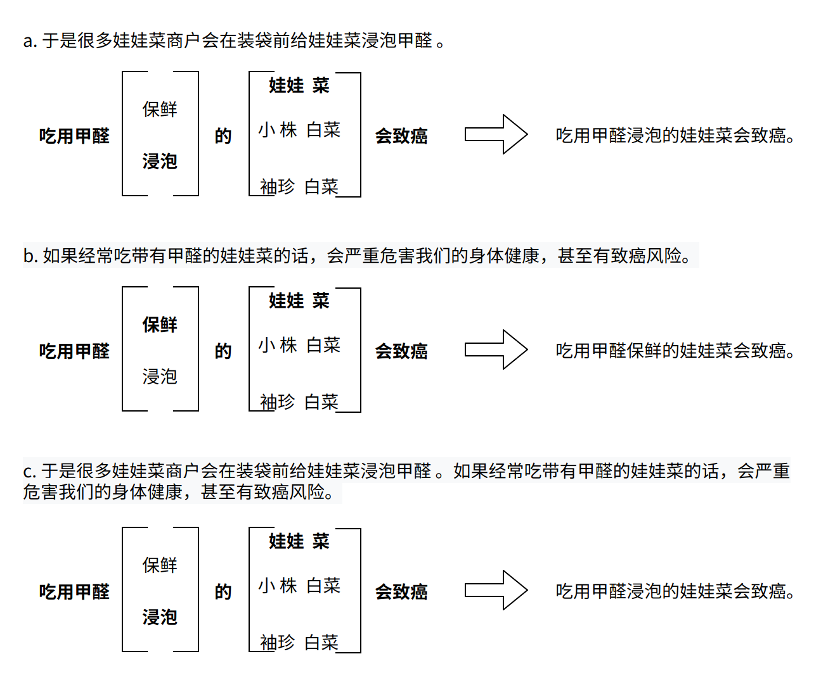 a. 于是很多娃娃菜商户会在装袋前给娃娃菜浸泡甲醛 。
吃用甲醛 保鲜 浸泡 的 娃娃 菜 小 株 白菜 袖珍 白菜 会致癌 吃用甲醛浸泡的娃娃菜会致癌。
b. 如果经常吃带有甲醛的娃娃菜的话，会严重危害我们的身体健康，甚至有致癌风险。
吃用甲醛 保鲜 浸泡 的 娃娃 菜 小 株 白菜 袖珍 白菜 会致癌 吃用甲醛保鲜的娃娃菜会致癌。
c. 于是很多娃娃菜商户会在装袋前给娃娃菜浸泡甲醛 。如果经常吃带有甲醛的娃娃菜的话，会严重
危害我们的身体健康，甚至有致癌风险。
吃用甲醛 保鲜 浸泡 的 娃娃 菜 小 株 白菜 袖珍 白菜 会致癌 吃用甲醛浸泡的娃娃菜会致癌。